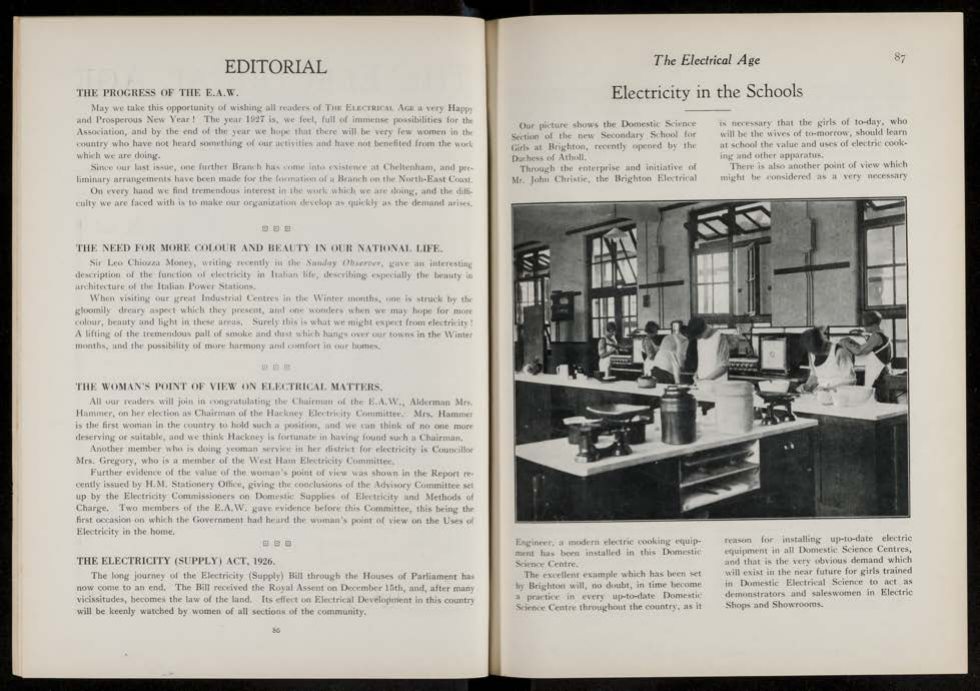 EDITORIAL
THE PROGRESS OF THE E.A.W.
May we take this opportunity of wishing all readers of THE ELECTRICAL AGE a very Happy
and Prosperous New Year! The year 1927 is, we feel, full of immense possibilities for the
Association, and by the end of the year we hope that there will be very few women in the
country who have not heard something of our activities and have not benefited from the work
which we are doing.
Since our last issue, one further Branch has come into existence at Cheltenham, and pre-
liminary arrangements have been made for the formation of a Branch on the North-East Coast.
On every hand we find tremendous interest in the work which we are doing, and the diffi-
culty we are faced with is to make our organization develop as quickly as the demand arises.
THE NEED FOR MORE COLOUR AND BEAUTY IN OUR NATIONAL LIFE.
Sir Leo Chiozza Money, writing recently in the Sunday Observer, gave an interesting
description of the function of electricity in Italian life, describing especially the beauty in
architecture of the Italian Power Stations.
When visiting our great Industrial Centres in the Winter months, one is struck by the
gloomily dreary aspect which they present, and one wonders when we may hope for more
colour, beauty and light in these areas. Surely this is what we might expect from electricity!
A lifting of the tremendous pall of smoke and dust which hangs over our towns in the Winter
months, and the possibility of more harmony and comfort in our homes.
THE WOMAN'S POINT OF VIEW ON ELECTRICAL MATTERS.
All our readers will join in congratulating the Chairman of the E.A.W., Alderman Mrs.
Hammer, on her election as Chairman of the Hackney Electricity Committee. Mrs. Hammer
is the first woman in the country to hold such a position, and we can think of no one more
deserving or suitable, and we think Hackney is fortunate in having found such a Chairman.
Another member who is doing yeoman service in her district for electricity is Councillor
Mrs. Gregory, who is a member of the West Ham Electricity Committee.
Further evidence of the value of the woman's point of view was shown in the Report re-
cently issued by H.M. Stationery Office, giving the conclusions of the Advisory Committee set
up by the Electricity Commissioners on Domestic Supplies of Electricity and Methods of
Charge. Two members of the E.A.W. gave evidence before this Committee, this being the
first occasion on which the Government had heard the woman's point of view on the Uses of
Electricity in the home.
THE ELECTRICITY (SUPPLY) ACT, 1926.
The long journey of the Electricity (Supply) Bill through the Houses of Parliament has
now come to an end. The Bill received the Royal Assent on December 15th, and, after many
vicissitudes, becomes the law of the land. Its effect on Electrical Development in this country
will be keenly watched by women of all sections of the community.
86
The Electrical Age 87
Electricity in the Schools
Our picture shows the Domestic Science
Section of the new Secondary School for
Girls at Brighton, recently opened by the
Duchess of Atholl.
Through the enterprise and initiative of
Mr. John Christie, the Brighton Electrical
Engineer, a modern electric cooking equip-
ment has been installed in this Domestic
Science Centre.
The excellent example which has been set
by Brighton will, no doubt, in time become
a practice in every up-to-date Domestic
Science Centre throughout the country, as it
is necessary that the girls of to-day, who
will be the wives of to-morrow, should learn
at school the value and uses of electric cook-
ing and other apparatus.
There is also another point of view which
might be considered as a very necessary
reason for installing up-to-date electric
equipment in all Domestic Science Centres,
and that is the very obvious demand which
will exist in the near future for girls trained
in Domestic Electrical Science to act as
demonstrators and saleswomen in Electric
Shops and Showrooms.